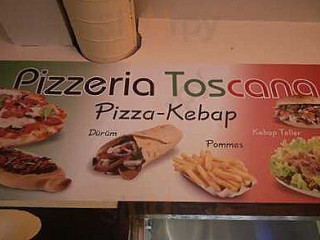 Pizzeria Toscana
Pizza-Kebap
Dürüm
Kebap Teller
Pommes